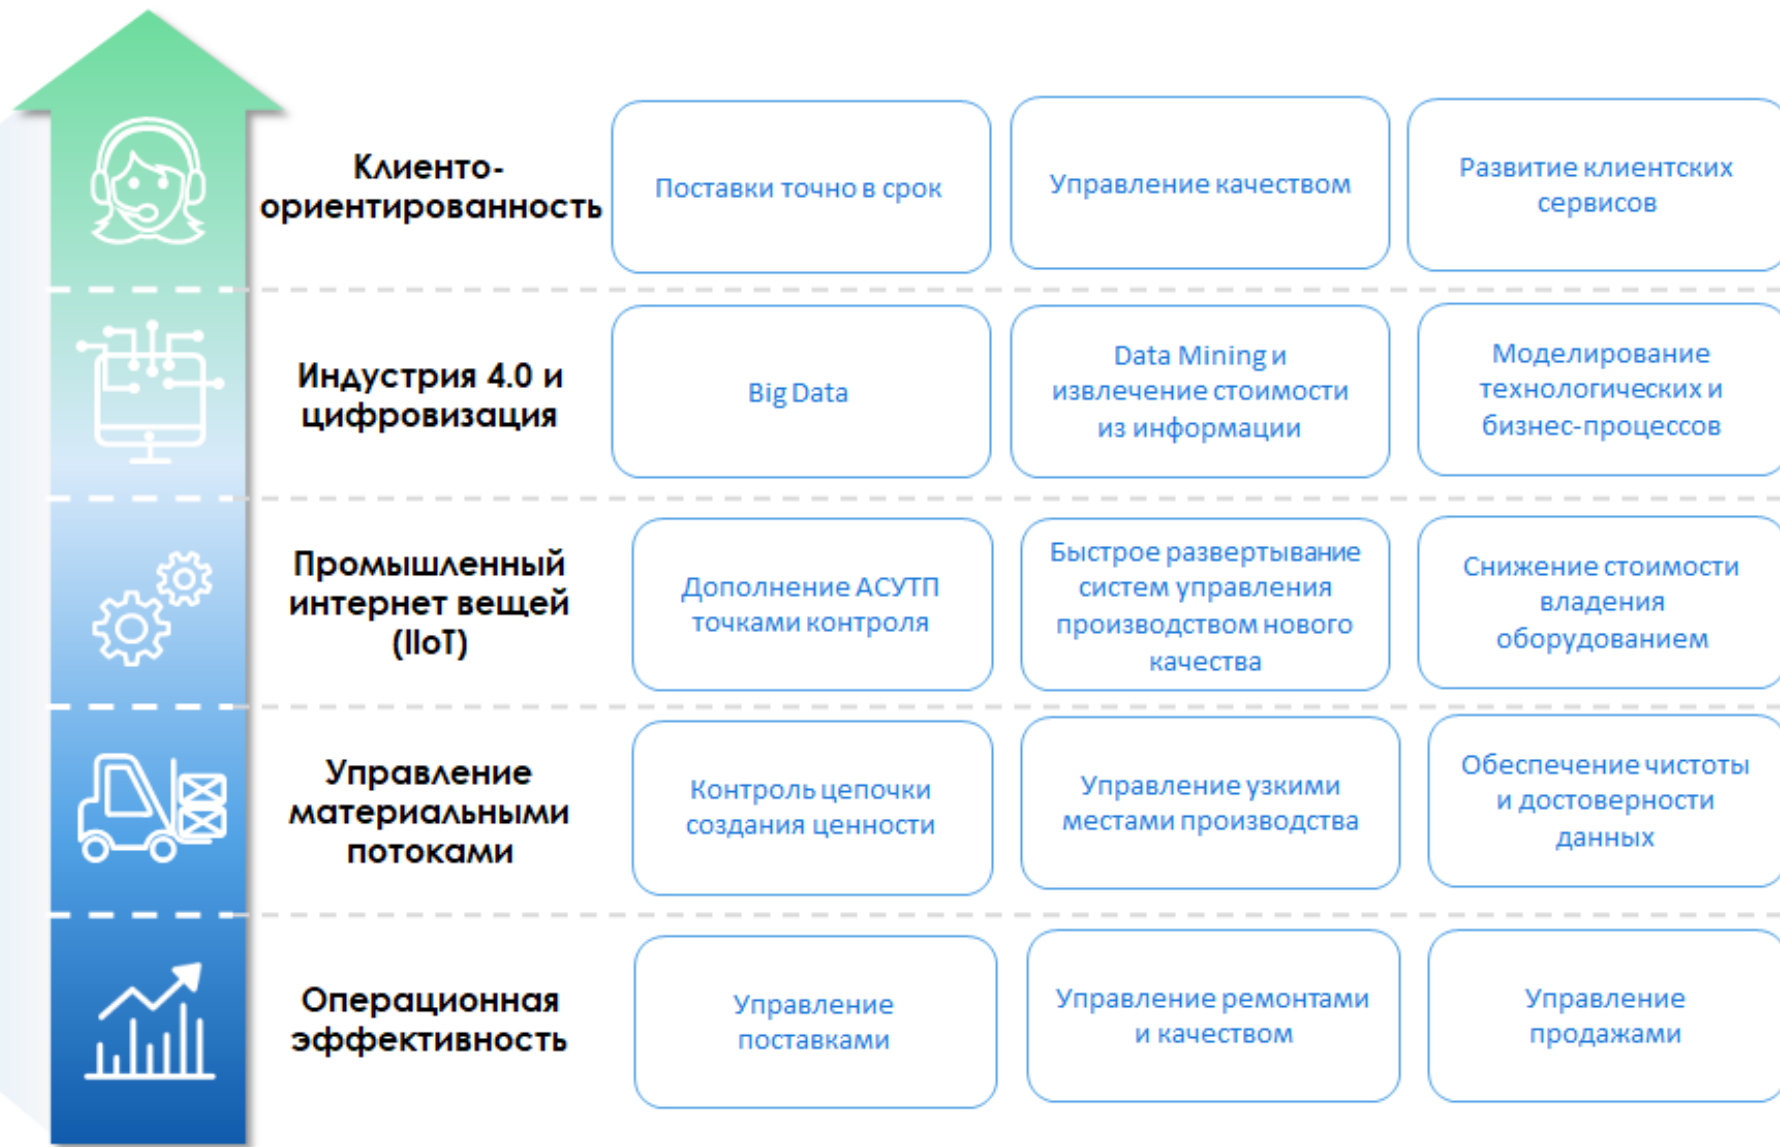 Клиенто-
ориентированность
Поставки точно в срок
Управление качеством
Развитие клиентских
сервисов
Индустрия 4.0 и
цифровизация
Big Data
Data Mining и
извлечение стоимости
из информации
Моделирование
технологических и
бизнес-процессов
Промышленный
интернет вещей
(IIoT)
Дополнение АСУТП
точками контроля
Быстрое развертывание
систем управления
производством нового
качества
Снижение стоимости
владения
оборудованием
Управление
материальными
потоками
Контроль цепочки
создания ценности
Управление узкими
местами производства
Обеспечение чистоты
и достоверности
данных
Операционная
эффективность
Управление
поставками
Управление ремонтами
и качеством
Управление
продажами